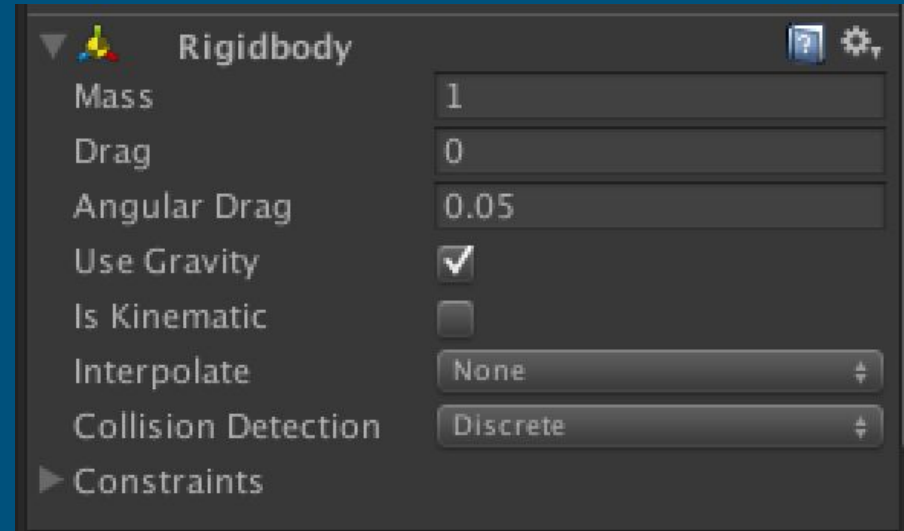 Rigidbody
Mass 1
Drag 0
Angular Drag 0.05
Use Gravity
Is Kinematic
Interpolate None
Collision Detection Discrete
Constraints